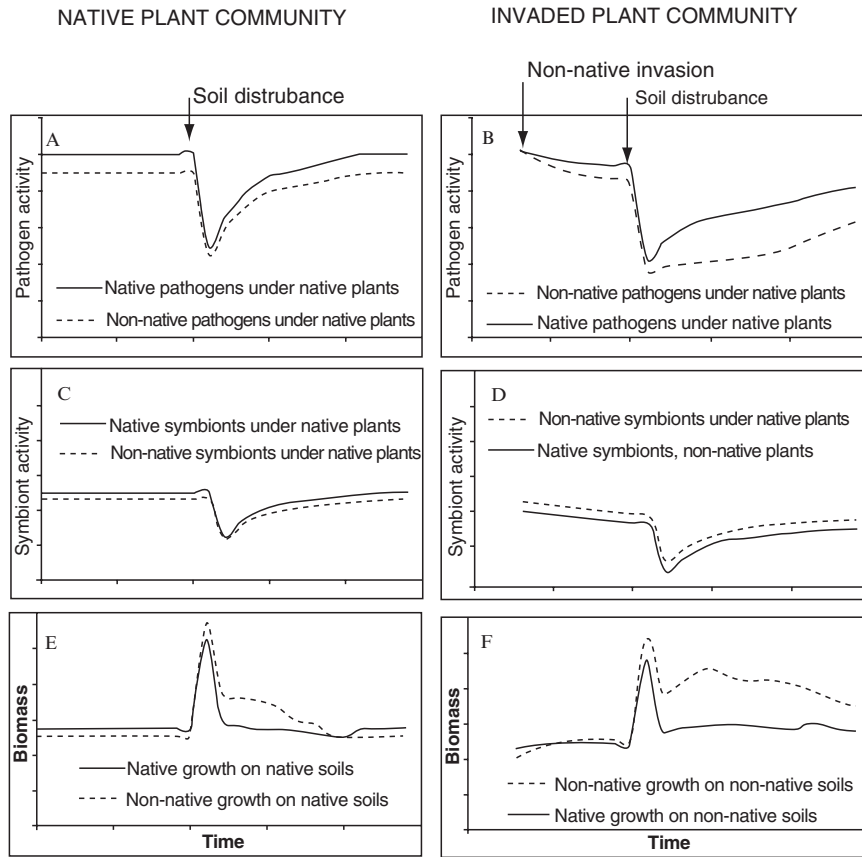 NATIVE PLANT COMMUNITY
INVADED PLANT COMMUNITY
Soil distrubance
Non-native invasion
Soil distrubance
A
Pathogen activity
Native pathogens under native plants
Non-native pathogens under native plants
B
Pathogen activity
Non-native pathogens under native plants
Native pathogens under native plants
C
Symbiont activity
Native symbionts under native plants
Non-native symbionts under native plants
D
Symbiont activity
Non-native symbionts under native plants
Native symbionts, non-native plants
E
Biomass
Native growth on native soils
Non-native growth on native soils
Time
F
Biomass
Non-native growth on non-native soils
Native growth on non-native soils
Time